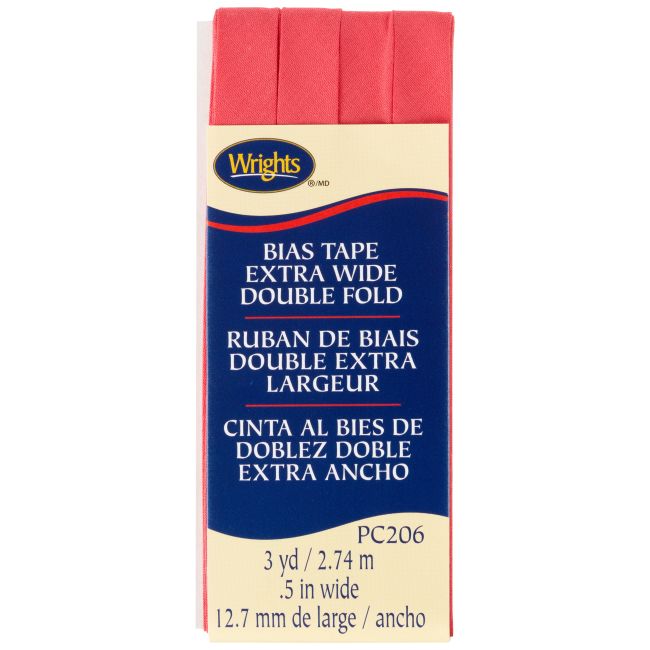 Wrights
®/MD
BIAS TAPE
EXTRA WIDE
DOUBLE FOLD
RUBAN DE BIAIS
DOUBLE EXTRA
LARGEUR
CINTA AL BIES DE
DOBLEZ DOBLE
EXTRA ANCHO
PC206
3 yd / 2.74 m
.5 in wide
12.7 mm de large / ancho